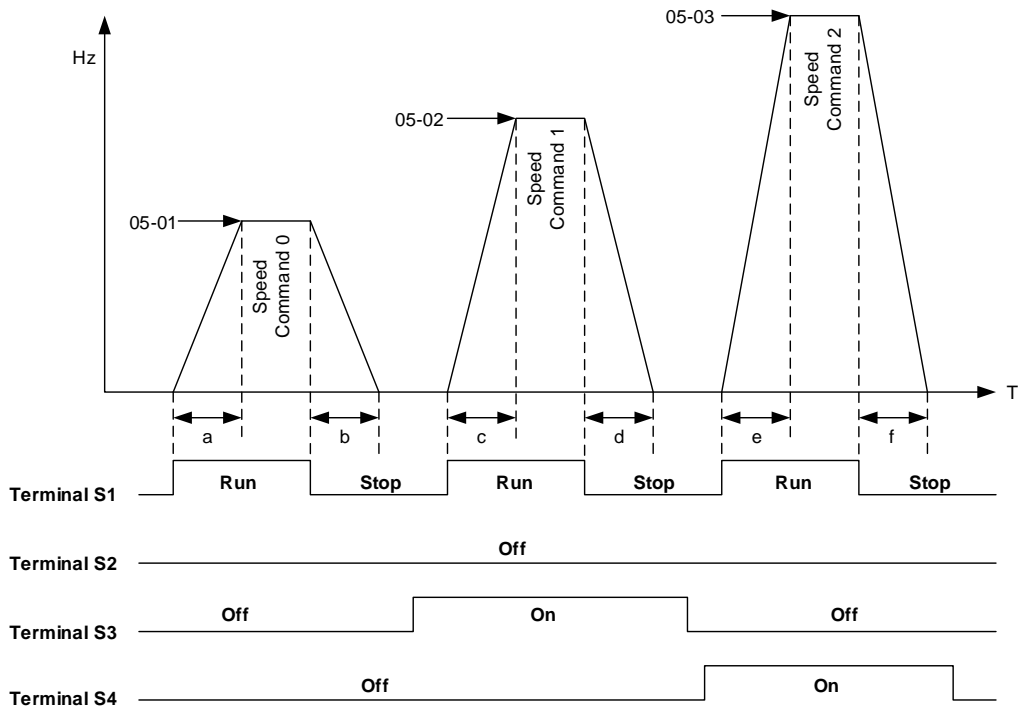 05-03
Hz
Speed
Command 2
05-02
Speed
Command 1
05-01
Speed
Command 0
T
a
b
c
d
e
f
Terminal S1
Run
Stop
Run
Stop
Run
Stop
Terminal S2
Off
Terminal S3
Off
On
Off
Terminal S4
Off
On